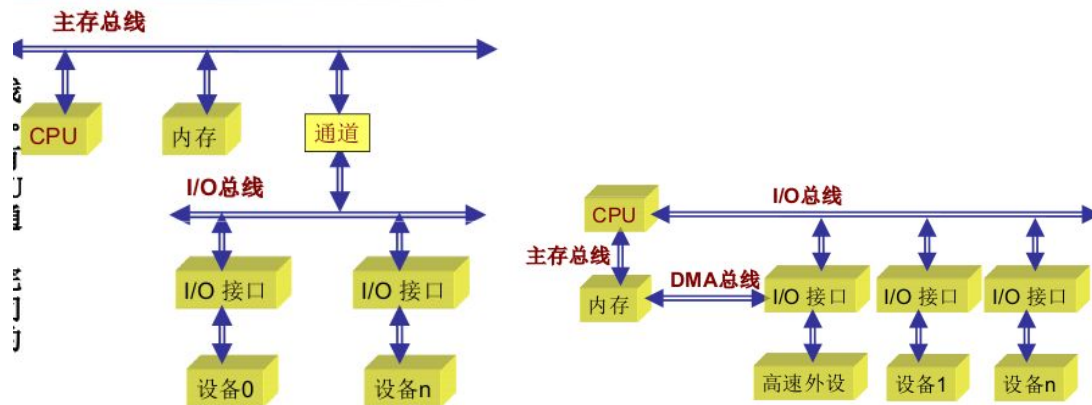 主存总线
CPU
内存
通道
I/O总线
I/O 接口
I/O 接口
设备0
设备n
I/O总线
CPU
主存总线
DMA总线
内存
I/O 接口
I/O 接口
I/O 接口
高速外设
设备1
设备n